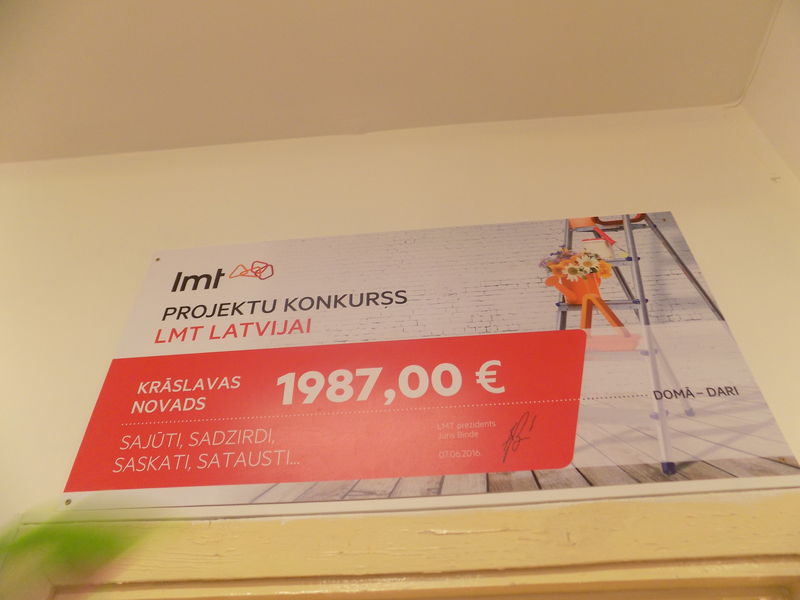 lmt
PROJEKTU KONKURSS
LMT LATVIJAI
KRĀSLAVAS
NOVADS
1987,00 €
DOMĀ – DARI
SAJŪTI, SADZIRDI,
SASKATI, SATAUSTI...
LMT prezidents
Juris Binde
07.06.2016.